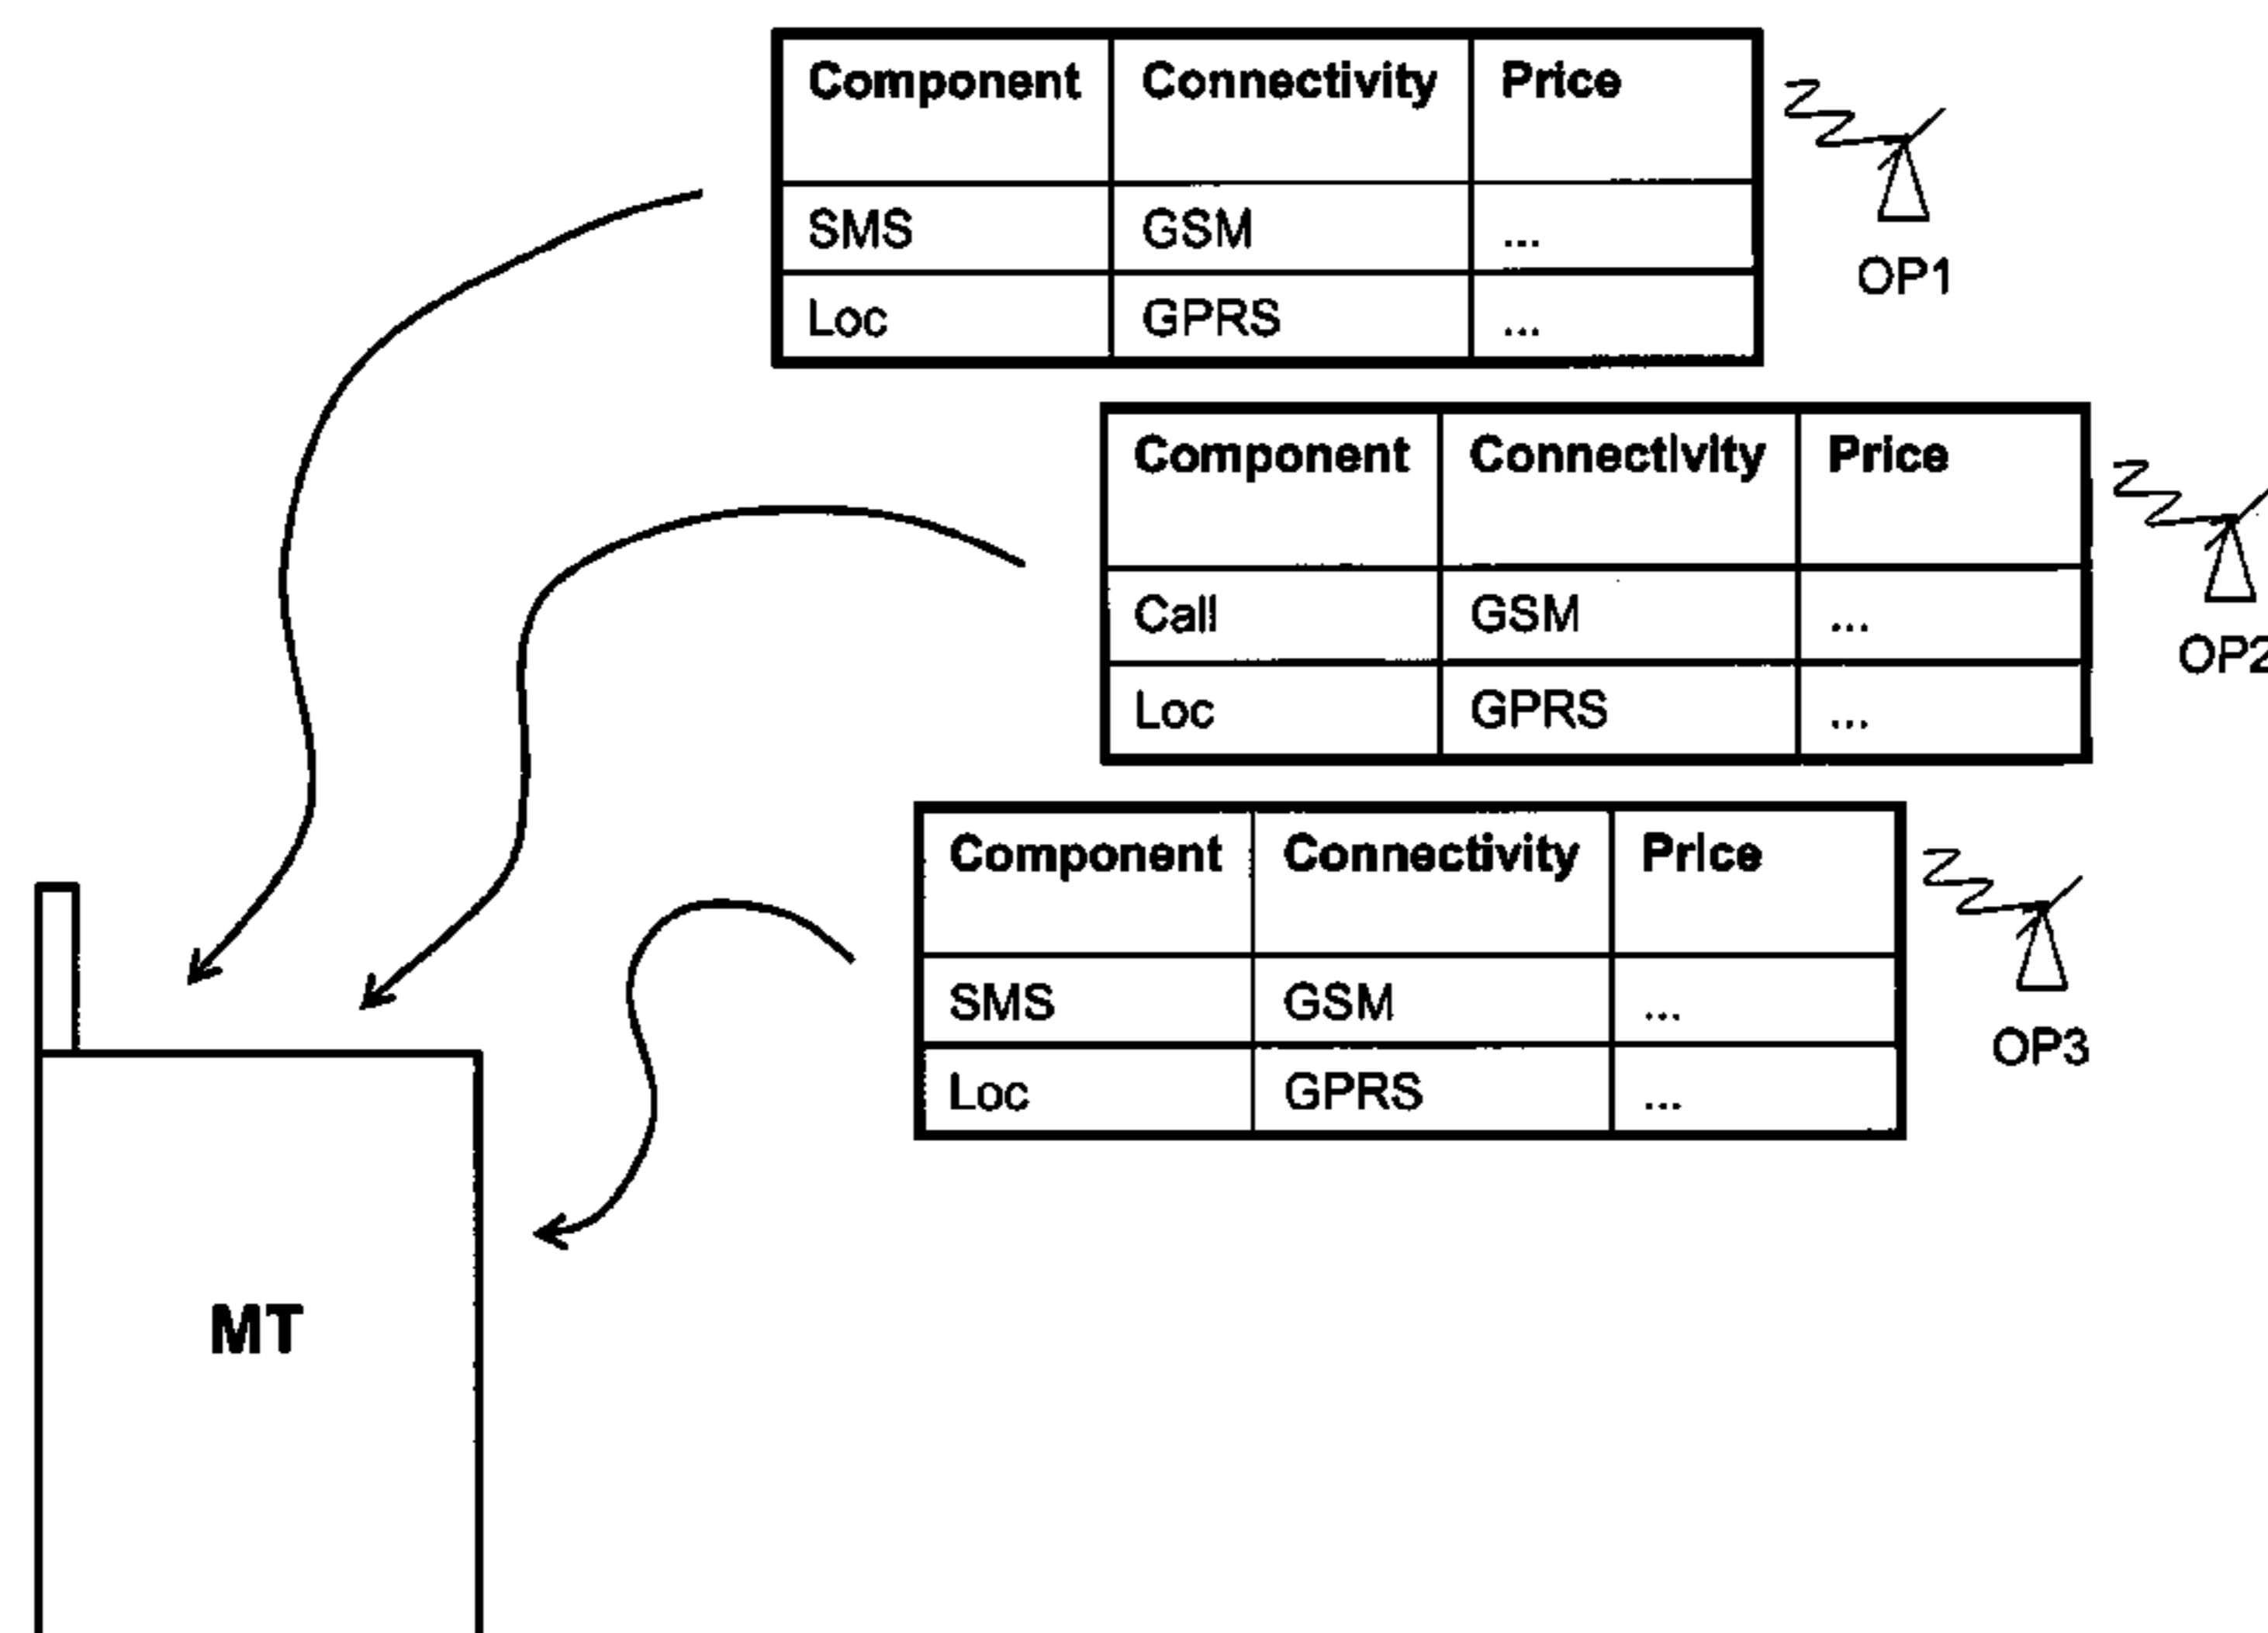 Component Connectivity Price
SMS GSM ...
Loc GPRS ...
OP1
Component Connectivity Price
Call GSM ...
Loc GPRS ...
OP2
Component Connectivity Price
SMS GSM ...
Loc GPRS ...
OP3
MT